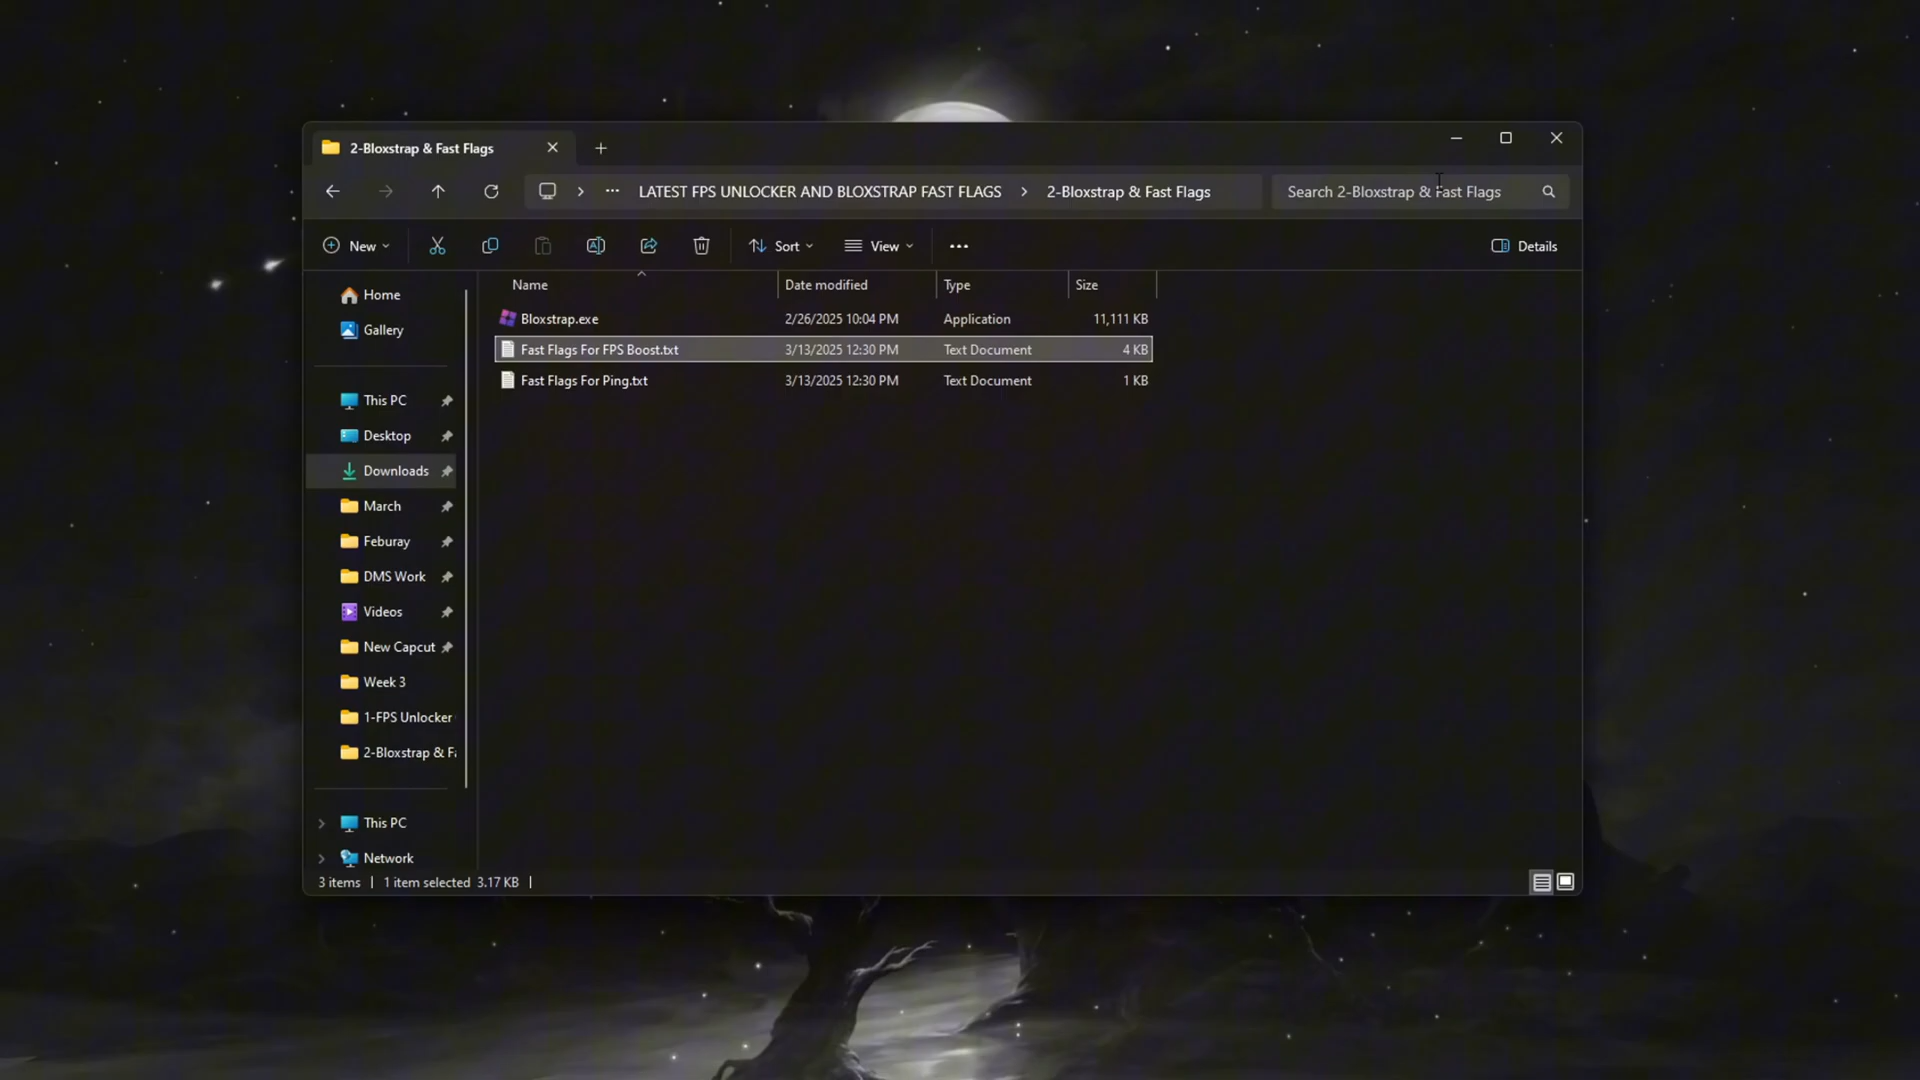 2-Bloxstrap & Fast Flags
LATEST FPS UNLOCKER AND BLOXSTRAP FAST FLAGS
2-Bloxstrap & Fast Flags
Search 2-Bloxstrap & Fast Flags
New
Sort
View
Details
Name
Date modified
Type
Size
Bloxstrap.exe
2/26/2025 10:04 PM
Application
11,111 KB
Fast Flags For FPS Boost.txt
3/13/2025 12:30 PM
Text Document
4 KB
Fast Flags For Ping.txt
3/13/2025 12:30 PM
Text Document
1 KB
Home
Gallery
This PC
Desktop
Downloads
March
Feburay
DMS Work
Videos
New Capcut
Week 3
1-FPS Unlocker
2-Bloxstrap & Fa
This PC
Network
3 items
1 item selected 3.17 KB